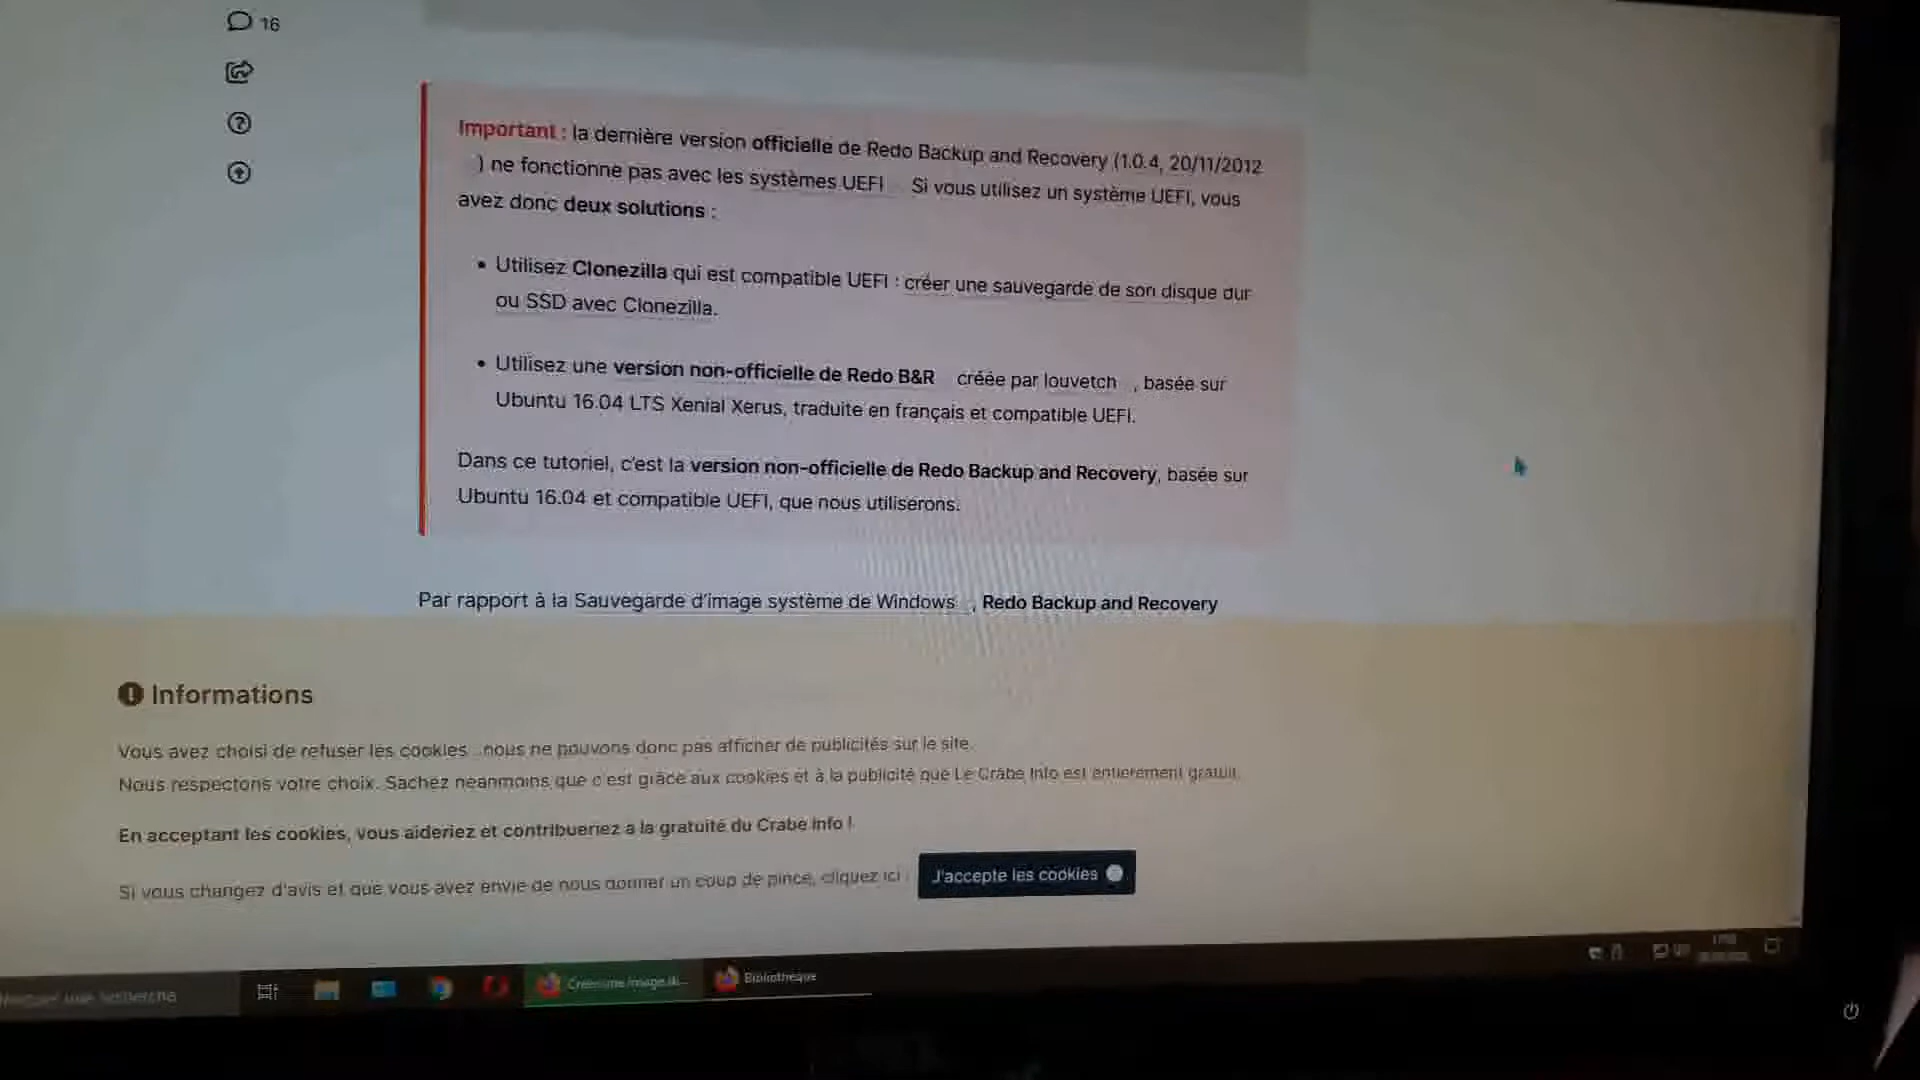 16
Important : la dernière version officielle de Redo Backup and Recovery (1.0.4, 20/11/2012
) ne fonctionne pas avec les systèmes UEFI Si vous utilisez un système UEFI, vous
avez donc deux solutions :
• Utilisez Clonezilla qui est compatible UEFI : créer une sauvegarde de son disque dur
ou SSD avec Clonezilla.
• Utilisez une version non-officielle de Redo B&R créée par louvetch , basée sur
Ubuntu 16.04 LTS Xenial Xerus, traduite en français et compatible UEFI.
Dans ce tutoriel, c'est la version non-officielle de Redo Backup and Recovery, basée sur
Ubuntu 16.04 et compatible UEFI, que nous utiliserons.
Par rapport à la Sauvegarde d'image système de Windows , Redo Backup and Recovery
Informations
Vous avez choisi de refuser les cookies nous ne pouvons donc pas afficher de publicités sur le site.
Nous respectons votre choix. Sachez néanmoins que c'est grâce aux cookies et à la publicité que Le Crabe Info est entièrement gratuit.
En acceptant les cookies, vous aideriez et contribueriez à la gratuité du Crabe Info !
Si vous changez d'avis et que vous avez envie de nous donner un coup de pince, cliquez ici :
J'accepte les cookies
Créer une image di...
Bibliothèque